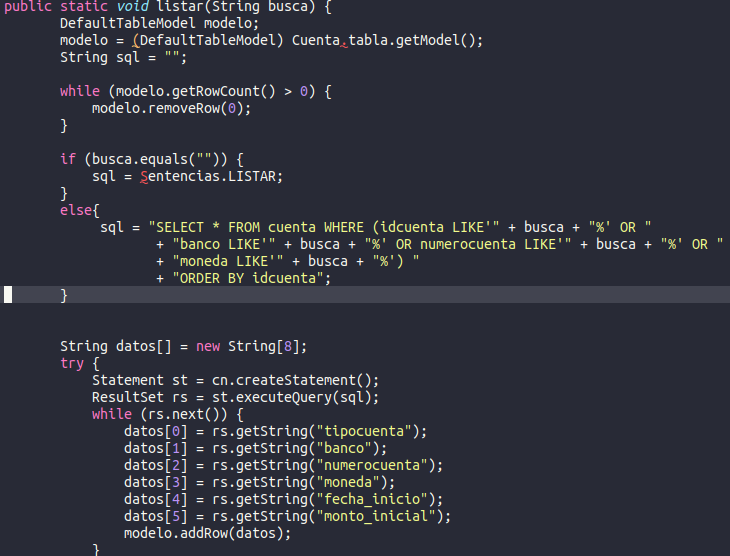 public static void listar(String busca) {
DefaultTableModel modelo;
modelo = (DefaultTableModel) Cuenta.tabla.getModel();
String sql = "";
while (modelo.getRowCount() > 0) {
modelo.removeRow(0);
}
if (busca.equals("")) {
sql = Sentencias.LISTAR;
}
else{
sql = "SELECT * FROM cuenta WHERE (idcuenta LIKE'" + busca + "%' OR "
+ "banco LIKE'" + busca + "%' OR numerocuenta LIKE'" + busca + "%' OR "
+ "moneda LIKE'" + busca + "%') "
+ "ORDER BY idcuenta";
}
String datos[] = new String[8];
try {
Statement st = cn.createStatement();
ResultSet rs = st.executeQuery(sql);
while (rs.next()) {
datos[0] = rs.getString("tipocuenta");
datos[1] = rs.getString("banco");
datos[2] = rs.getString("numerocuenta");
datos[3] = rs.getString("moneda");
datos[4] = rs.getString("fecha_inicio");
datos[5] = rs.getString("monto_inicial");
modelo.addRow(datos);
}